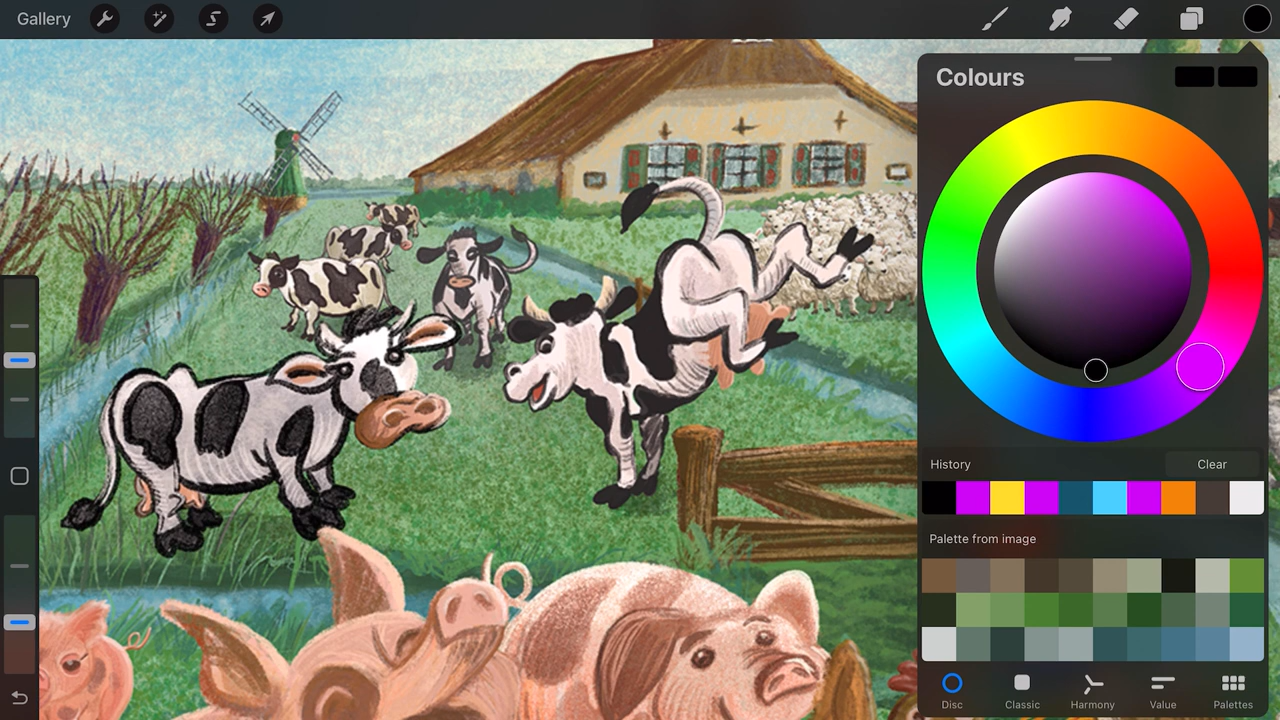 Gallery
Colours
History
Clear
Palette from image
Disc
Classic
Harmony
Value
Palettes